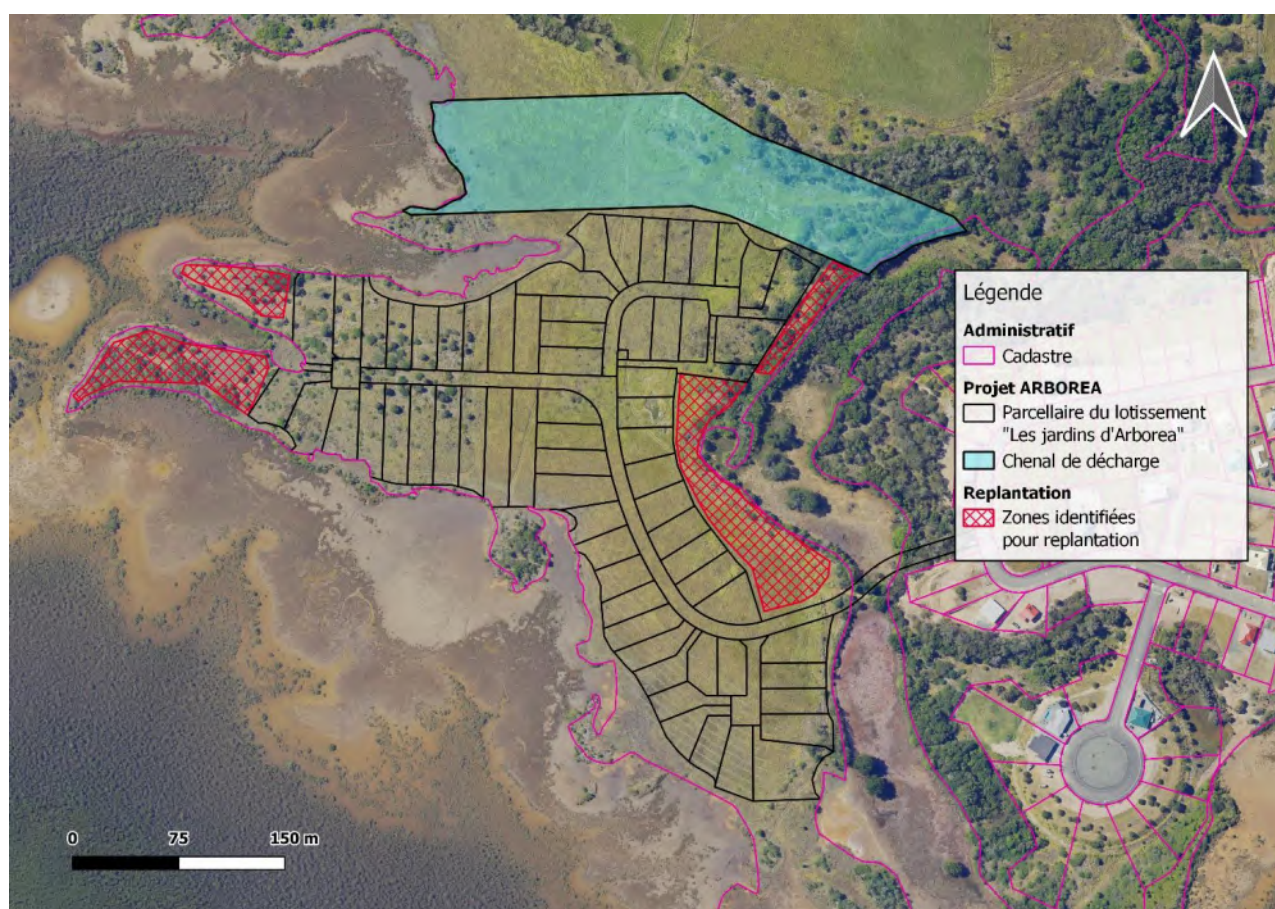 Légende
Administratif
Cadastre
Projet ARBOREA
Parcellaire du lotissement
"Les jardins d'Arborea"
Chenal de décharge
Replantation
Zones identifiées
pour replantation
0 75 150 m